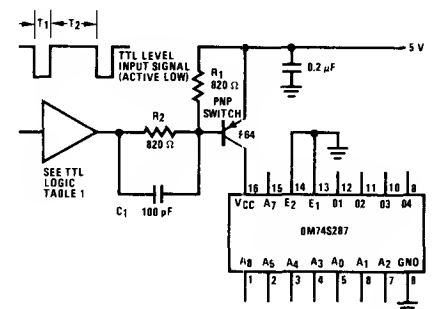 T1
T2
TTL LEVEL
INPUT SIGNAL
(ACTIVE LOW)
5 V
R1
820 Ω
0.2 µF
PNP
SWITCH
R2
820 Ω
F64
SEE TTL
LOGIC
TABLE 1
C1
100 pF
16 15 14 13 12 11 10 9
VCC A7 E2 E1 O1 O2 O3 O4
DM74S287
A6 A5 A4 A3 A0 A1 A2 GND
1 2 3 4 5 6 7 8